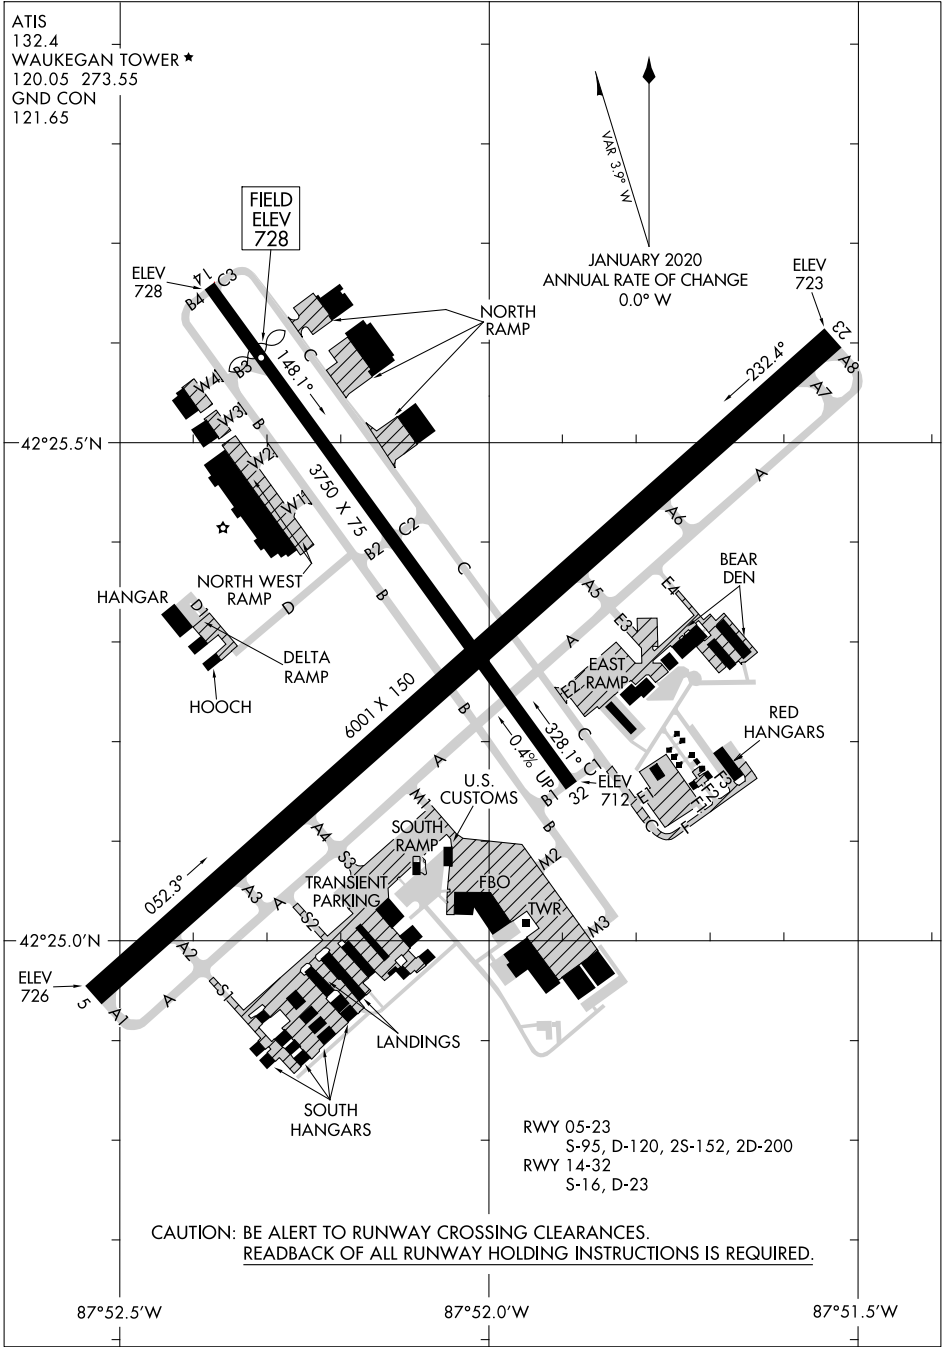 ATIS
132.4
WAUKEGAN TOWER ★
120.05 273.55
GND CON
121.65
VAR 3.9° W
JANUARY 2020
ANNUAL RATE OF CHANGE
0.0° W
FIELD
ELEV
728
ELEV
728
14
C3
B4
ELEV
723
23
A8
A7
232.4°
NORTH
RAMP
C
B3
148.1°
W4
W3
W2
W1
B
42°25.5'N
3750 X 75
A
A6
C2
B2
C
BEAR
DEN
NORTH WEST
RAMP
HANGAR
D1
D
B
A5
E4
E3
A
DELTA
RAMP
HOOCH
EAST
RAMP
E2
6001 X 150
B
C
RED
HANGARS
328.1°
0.4% UP
A
C1
ELEV
712
32
B1
U.S.
CUSTOMS
M1
E1
F3
F2
F1
F
C
A4
S3
SOUTH
RAMP
B
M2
TRANSIENT
PARKING
FBO
TWR
M3
052.3°
A3
A
S2
42°25.0'N
A2
S1
ELEV
726
5
A1
A
LANDINGS
SOUTH
HANGARS
RWY 05-23
S-95, D-120, 2S-152, 2D-200
RWY 14-32
S-16, D-23
CAUTION: BE ALERT TO RUNWAY CROSSING CLEARANCES.
READBACK OF ALL RUNWAY HOLDING INSTRUCTIONS IS REQUIRED.
87°52.5'W
87°52.0'W
87°51.5'W